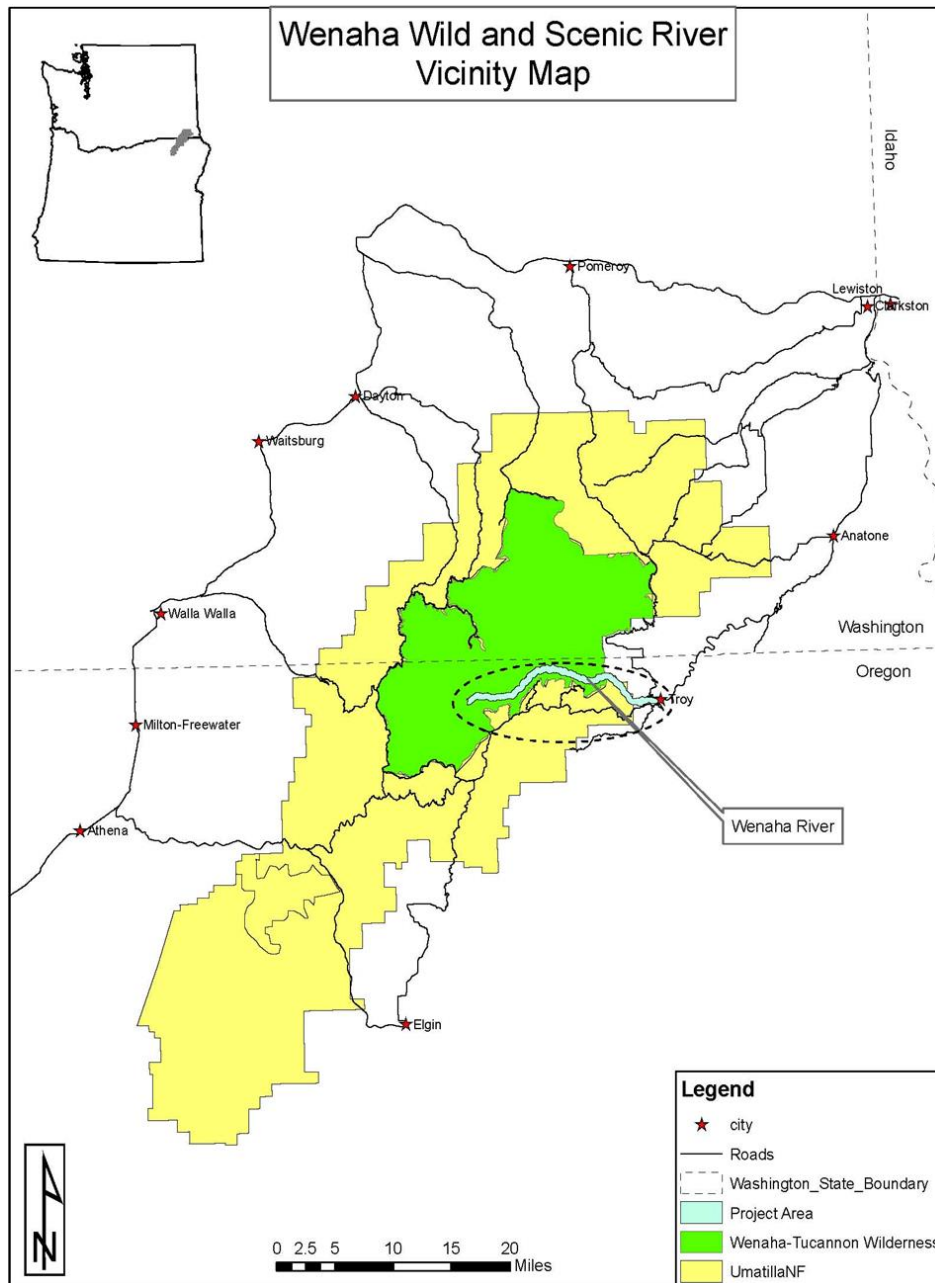 Wenaha Wild and Scenic River
Vicinity Map
Idaho
Pomeroy
Lewiston
Clarkston
Dayton
Waitsburg
Anatone
Walla Walla
Washington
Oregon
Troy
Milton-Freewater
Wenaha River
Athena
Elgin
Legend
city
Roads
Washington_State_Boundary
Project Area
Wenaha-Tucannon Wilderness
UmatillaNF
N
0 2.5 5 10 15 20
Miles